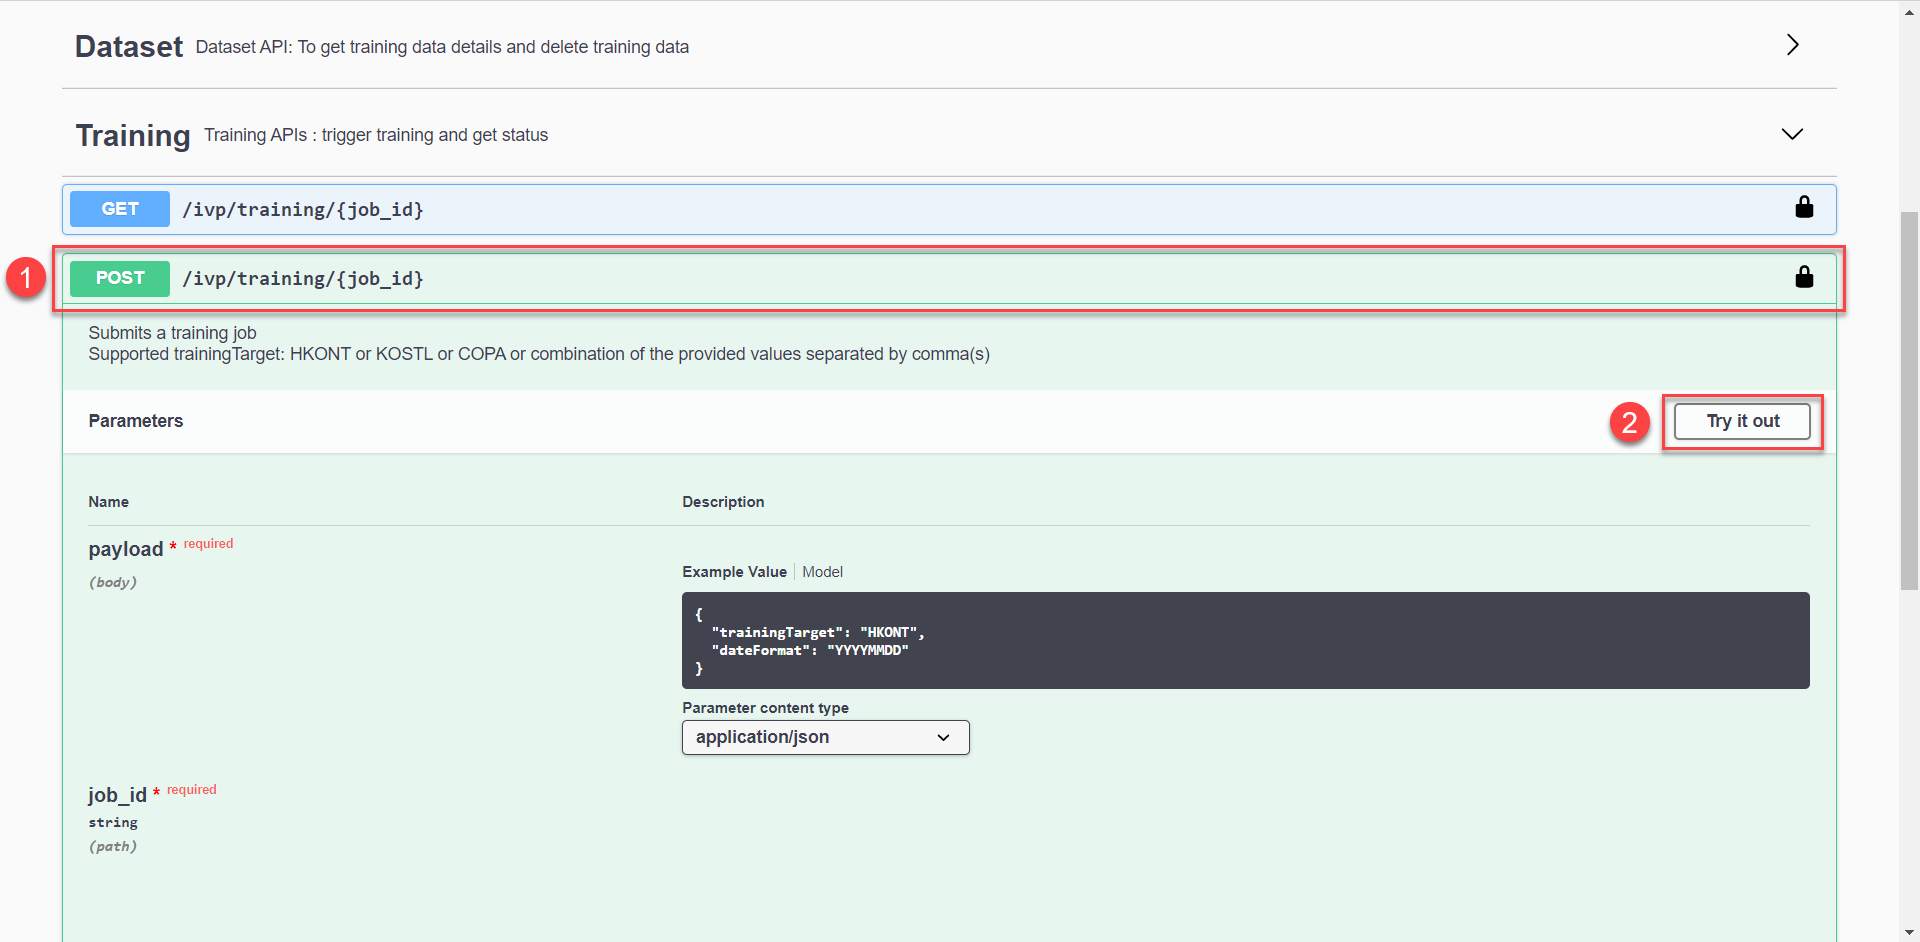 Dataset Dataset API: To get training data details and delete training data
Training Training APIs : trigger training and get status
GET /ivp/training/{job_id}
1 POST /ivp/training/{job_id}
Submits a training job
Supported trainingTarget: HKONT or KOSTL or COPA or combination of the provided values separated by comma(s)
Parameters 2 Try it out
Name Description
payload * required
(body)
Example Value Model
{
"trainingTarget": "HKONT",
"dateFormat": "YYYYMMDD"
}
Parameter content type
application/json
job_id * required
string
(path)